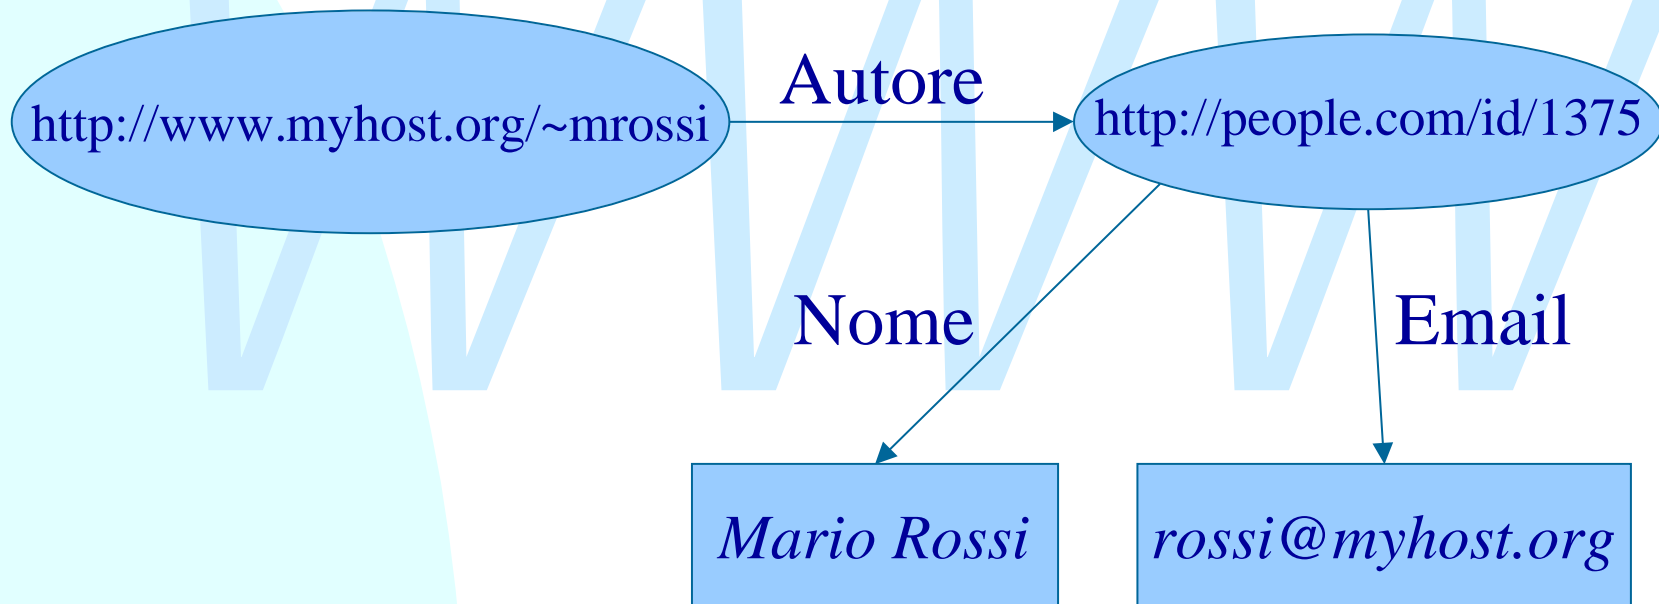 Autore
http://www.myhost.org/~mrossi
http://people.com/id/1375
Nome
Email
Mario Rossi
rossi@myhost.org